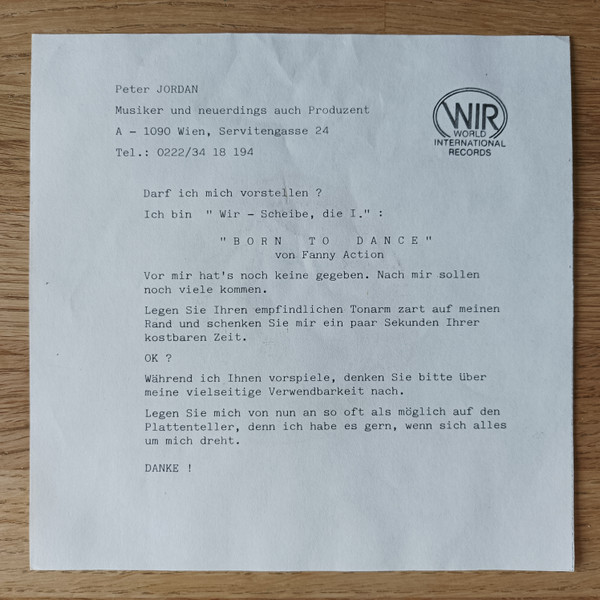 Peter JORDAN
Musiker und neuerdings auch Produzent
A - 1090 Wien, Servitengasse 24
Tel.: 0222/34 18 194
WIR
WORLD
INTERNATIONAL
RECORDS
Darf ich mich vorstellen ?
Ich bin " Wir - Scheibe, die I." :
" B O R N T O D A N C E "
von Fanny Action
Vor mir hat's noch keine gegeben. Nach mir sollen
noch viele kommen.
Legen Sie Ihren empfindlichen Tonarm zart auf meinen
Rand und schenken Sie mir ein paar Sekunden Ihrer
kostbaren Zeit.
OK ?
Während ich Ihnen vorspiele, denken Sie bitte über
meine vielseitige Verwendbarkeit nach.
Legen Sie mich von nun an so oft als möglich auf den
Plattenteller, denn ich habe es gern, wenn sich alles
um mich dreht.
DANKE !